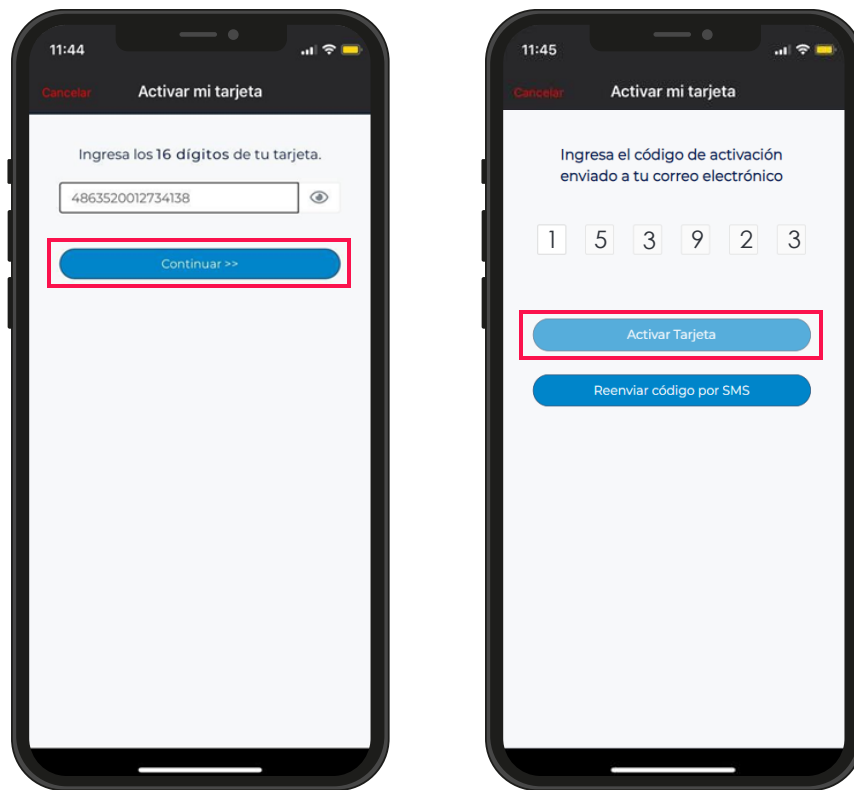 11:44
Cancelar
Activar mi tarjeta
Ingresa los 16 dígitos de tu tarjeta.
4863520012734138
Continuar >>
11:45
Cancelar
Activar mi tarjeta
Ingresa el código de activación
enviado a tu correo electrónico
1 5 3 9 2 3
Activar Tarjeta
Reenviar código por SMS